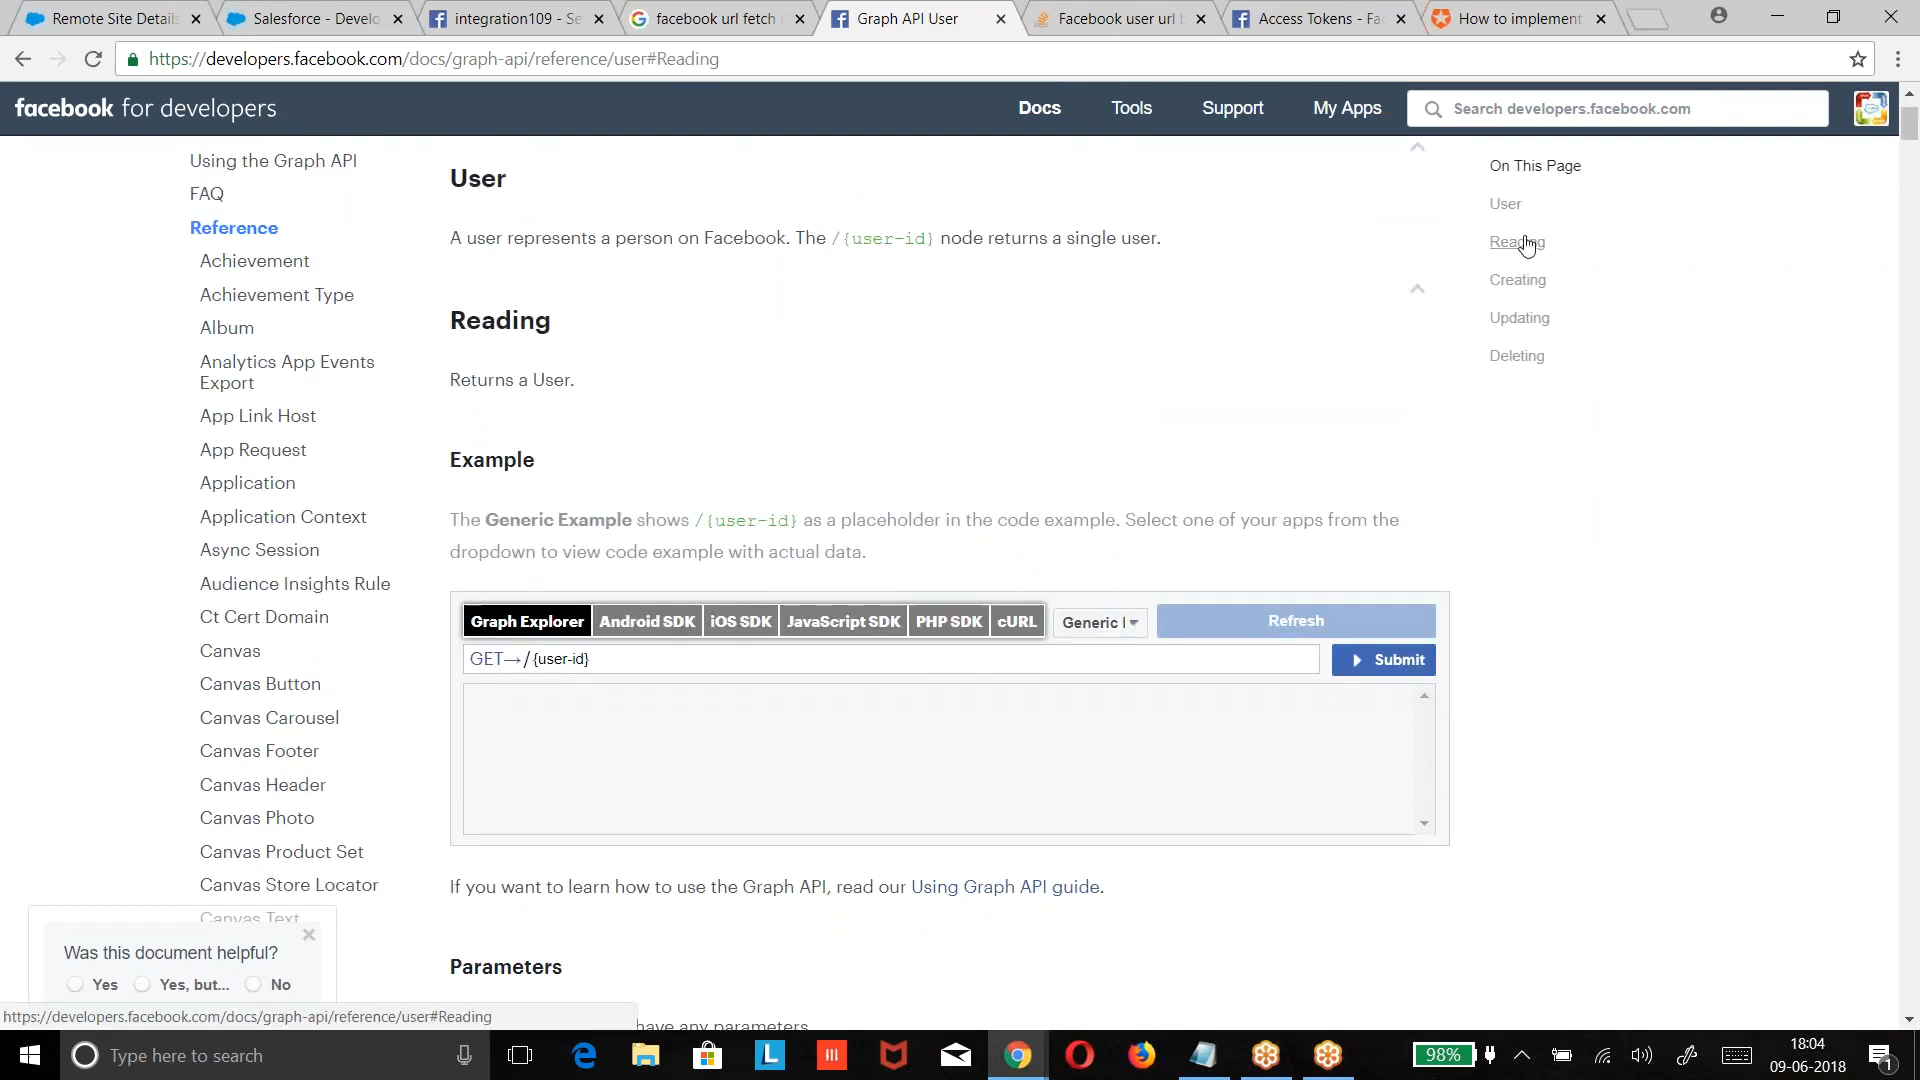 Remote Site Details
Salesforce - Develo
integration109 - Se
facebook url fetch i
Graph API User
Facebook user url b
Access Tokens - Fa
How to implement
https://developers.facebook.com/docs/graph-api/reference/user#Reading
facebook for developers
Docs
Tools
Support
My Apps
Search developers.facebook.com
Using the Graph API
FAQ
Reference
Achievement
Achievement Type
Album
Analytics App Events
Export
App Link Host
App Request
Application
Application Context
Async Session
Audience Insights Rule
Ct Cert Domain
Canvas
Canvas Button
Canvas Carousel
Canvas Footer
Canvas Header
Canvas Photo
Canvas Product Set
Canvas Store Locator
Canvas Text
User
A user represents a person on Facebook. The /{user-id} node returns a single user.
Reading
Returns a User.
Example
The Generic Example shows /{user-id} as a placeholder in the code example. Select one of your apps from the
dropdown to view code example with actual data.
Graph Explorer
Android SDK
iOS SDK
JavaScript SDK
PHP SDK
cURL
Generic
Refresh
GET→/{user-id}
Submit
If you want to learn how to use the Graph API, read our Using Graph API guide.
Parameters
have any parameters
On This Page
User
Reading
Creating
Updating
Deleting
Was this document helpful?
Yes
Yes, but...
No
https://developers.facebook.com/docs/graph-api/reference/user#Reading
Type here to search
98%
18:04
09-06-2018
1